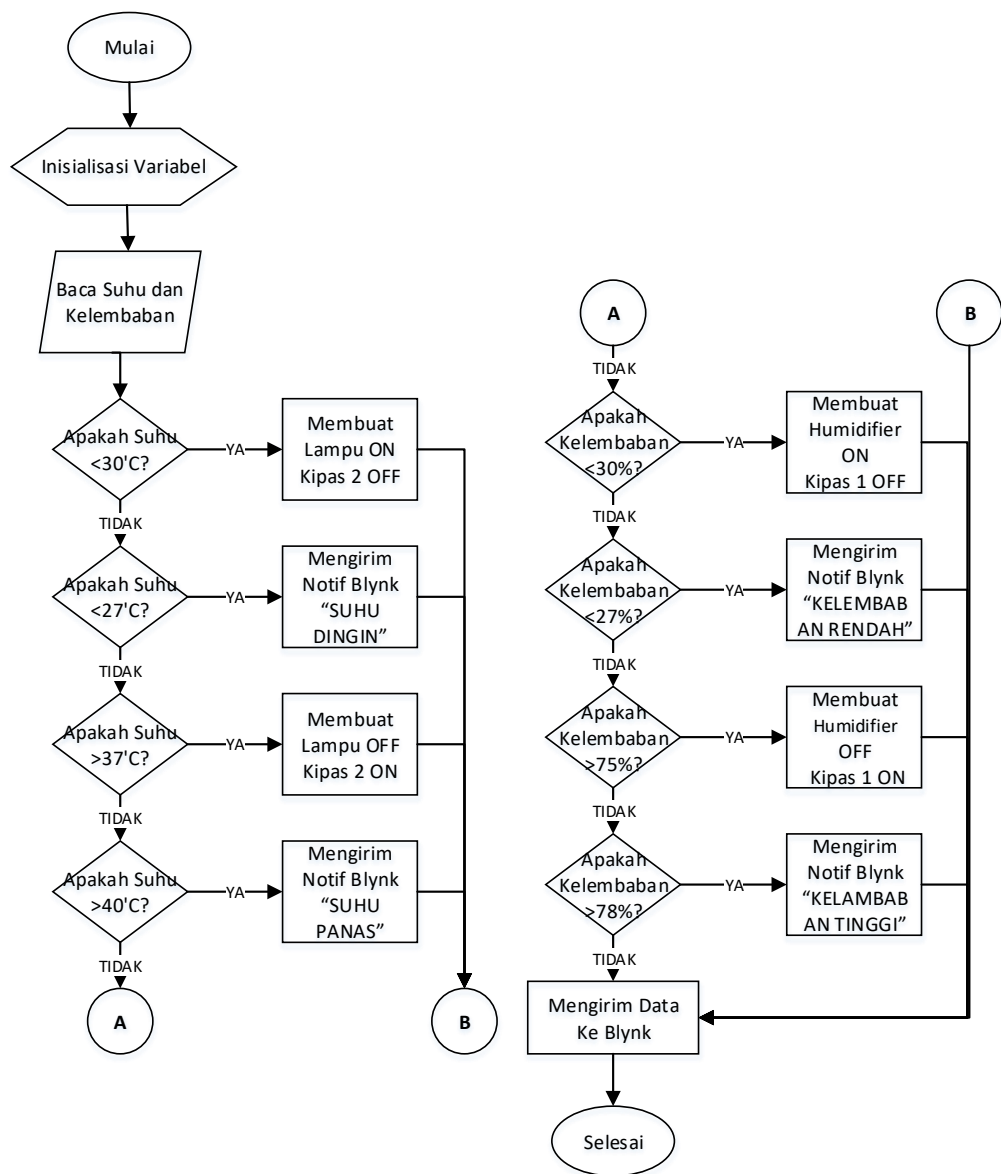 Mulai
Inisialisasi Variabel
Baca Suhu dan
Kelembaban
Apakah Suhu
<30'C?
YA
Membuat
Lampu ON
Kipas 2 OFF
TIDAK
Apakah Suhu
<27'C?
YA
Mengirim
Notif Blynk
“SUHU
DINGIN”
TIDAK
Apakah Suhu
>37'C?
YA
Membuat
Lampu OFF
Kipas 2 ON
TIDAK
Apakah Suhu
>40'C?
YA
Mengirim
Notif Blynk
“SUHU
PANAS”
TIDAK
A
B
A
B
TIDAK
Apakah
Kelembaban
<30%?
YA
Membuat
Humidifier
ON
Kipas 1 OFF
TIDAK
Apakah
Kelembaban
<27%?
YA
Mengirim
Notif Blynk
“KELEMBAB
AN RENDAH”
TIDAK
Apakah
Kelembaban
>75%?
YA
Membuat
Humidifier
OFF
Kipas 1 ON
TIDAK
Apakah
Kelembaban
>78%?
YA
Mengirim
Notif Blynk
“KELAMBAB
AN TINGGI”
TIDAK
Mengirim Data
Ke Blynk
Selesai